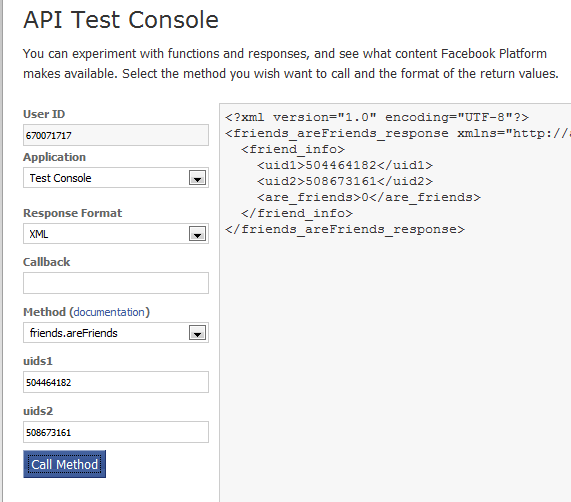 API Test Console
You can experiment with functions and responses, and see what content Facebook Platform
makes available. Select the method you wish want to call and the format of the return values.
User ID
670071717
Application
Test Console
Response Format
XML
Callback
Method (documentation)
friends.areFriends
uids1
504464182
uids2
508673161
Call Method
<?xml version="1.0" encoding="UTF-8"?>
<friends_areFriends_response xmlns="http://
<friend_info>
<uid1>504464182</uid1>
<uid2>508673161</uid2>
<are_friends>0</are_friends>
</friend_info>
</friends_areFriends_response>